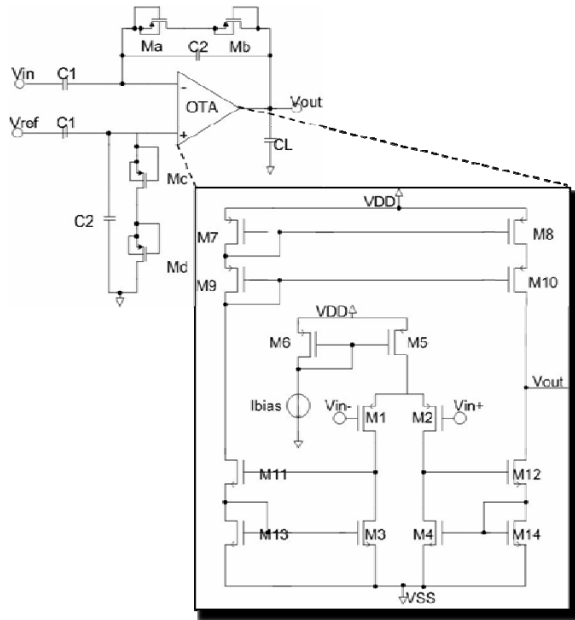 Ma C2 Mb
Vin C1
- OTA Vout
Vref C1 +
CL
Mc
C2
Md
VDD
M7 M8
M9 M10
VDD
M6 M5
Vout
Ibias Vin- Vin+
M1 M2
M11 M12
M13 M3 M4 M14
VSS